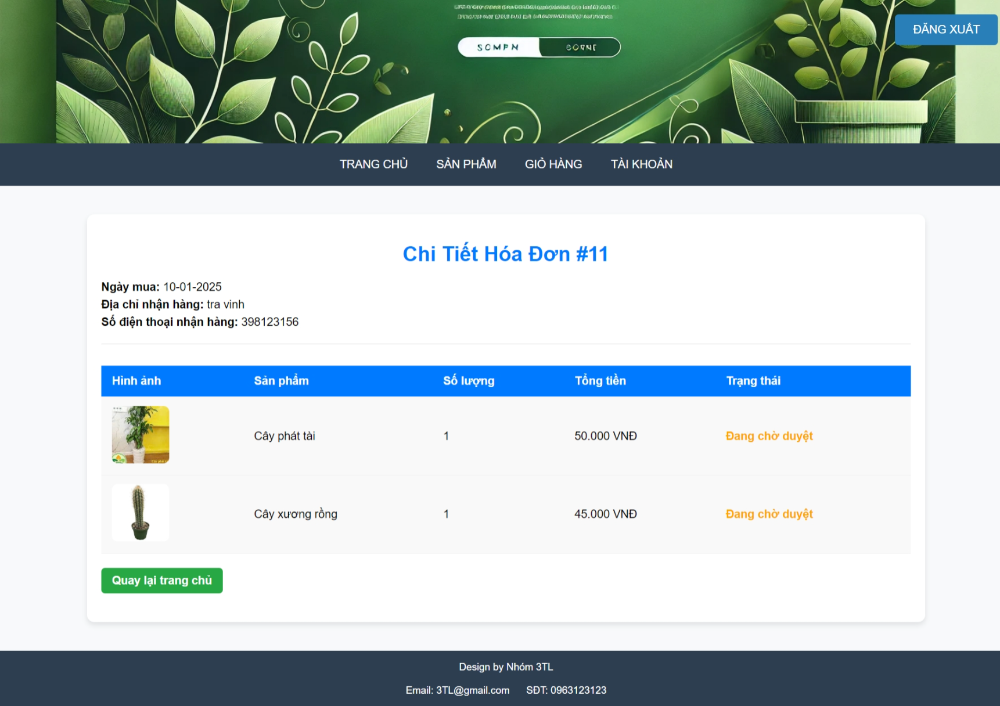 SOMPN
ĐĂNG XUẤT
TRANG CHỦ SẢN PHẨM GIỎ HÀNG TÀI KHOẢN
Chi Tiết Hóa Đơn #11
Ngày mua: 10-01-2025
Địa chỉ nhận hàng: tra vinh
Số điện thoại nhận hàng: 398123156
Hình ảnh Sản phẩm Số lượng Tổng tiền Trạng thái
Cây phát tài 1 50.000 VNĐ Đang chờ duyệt
Cây xương rồng 1 45.000 VNĐ Đang chờ duyệt
Quay lại trang chủ
Design by Nhóm 3TL
Email: 3TL@gmail.com SĐT: 0963123123